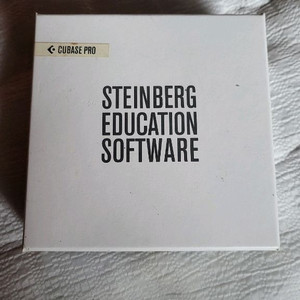 CUBASE PRO
STEINBERG
EDUCATION
SOFTWARE